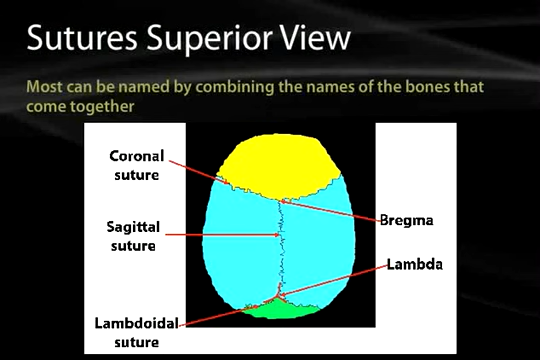 Sutures Superior View
Most can be named by combining the names of the bones that
come together
Coronal
suture
Bregma
Sagittal
suture
Lambda
Lambdoidal
suture